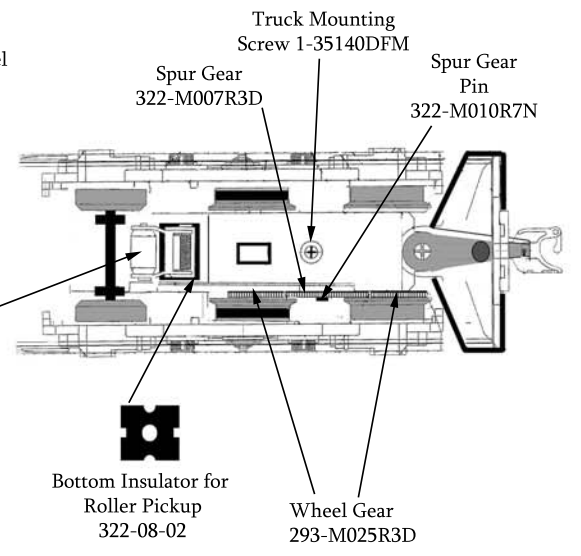 Truck Mounting
Screw 1-35140DFM
Spur Gear
322-M007R3D
Spur Gear
Pin
322-M010R7N
Bottom Insulator for
Roller Pickup
322-08-02
Wheel Gear
293-M025R3D